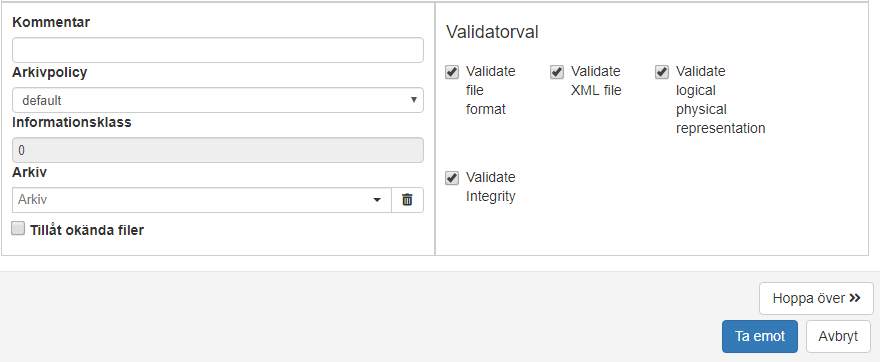 Kommentar
Arkivpolicy
default
Informationsklass
0
Arkiv
Arkiv
Tillåt okända filer
Validatorval
Validate
file
format
Validate
XML file
Validate
logical
physical
representation
Validate
Integrity
Hoppa över »
Ta emot
Avbryt